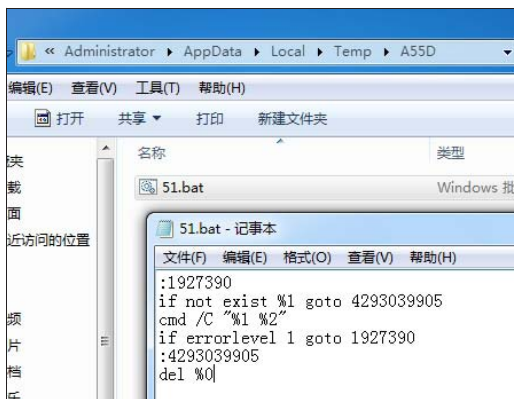 « Administrator ▸ AppData ▸ Local ▸ Temp ▸ A55D
编辑(E) 查看(V) 工具(T) 帮助(H)
打开 共享 打印 新建文件夹
名称 类型
夹
载 51.bat Windows 批
面
近访问的位置
51.bat - 记事本
文件(F) 编辑(E) 格式(O) 查看(V) 帮助(H)
:1927390
if not exist %1 goto 4293039905
cmd /C "%1 %2"
if errorlevel 1 goto 1927390
:4293039905
del %0
频
片
档
乐